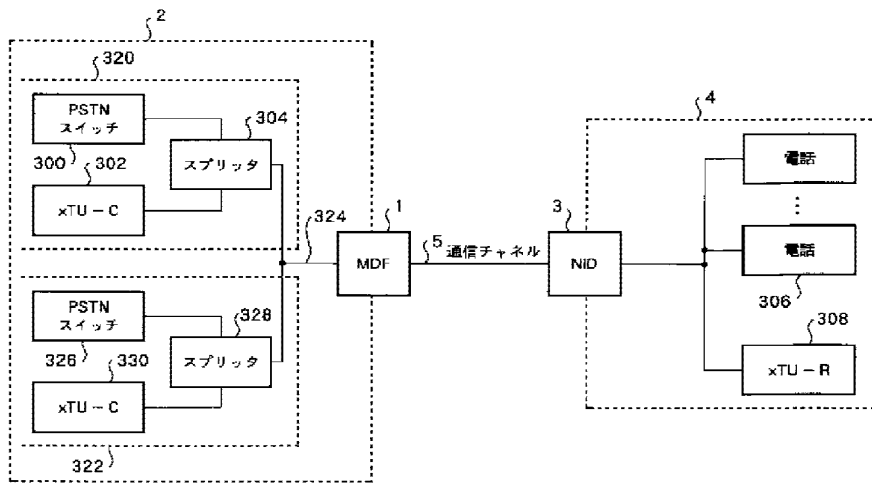 2
320
PSTN
スイッチ
300
302
xTU-C
304
スプリッタ
324
1
MDF
5 通信チャネル
3
NID
4
電話
⋮
電話
306
308
xTU-R
PSTN
スイッチ
326
330
xTU-C
328
スプリッタ
322